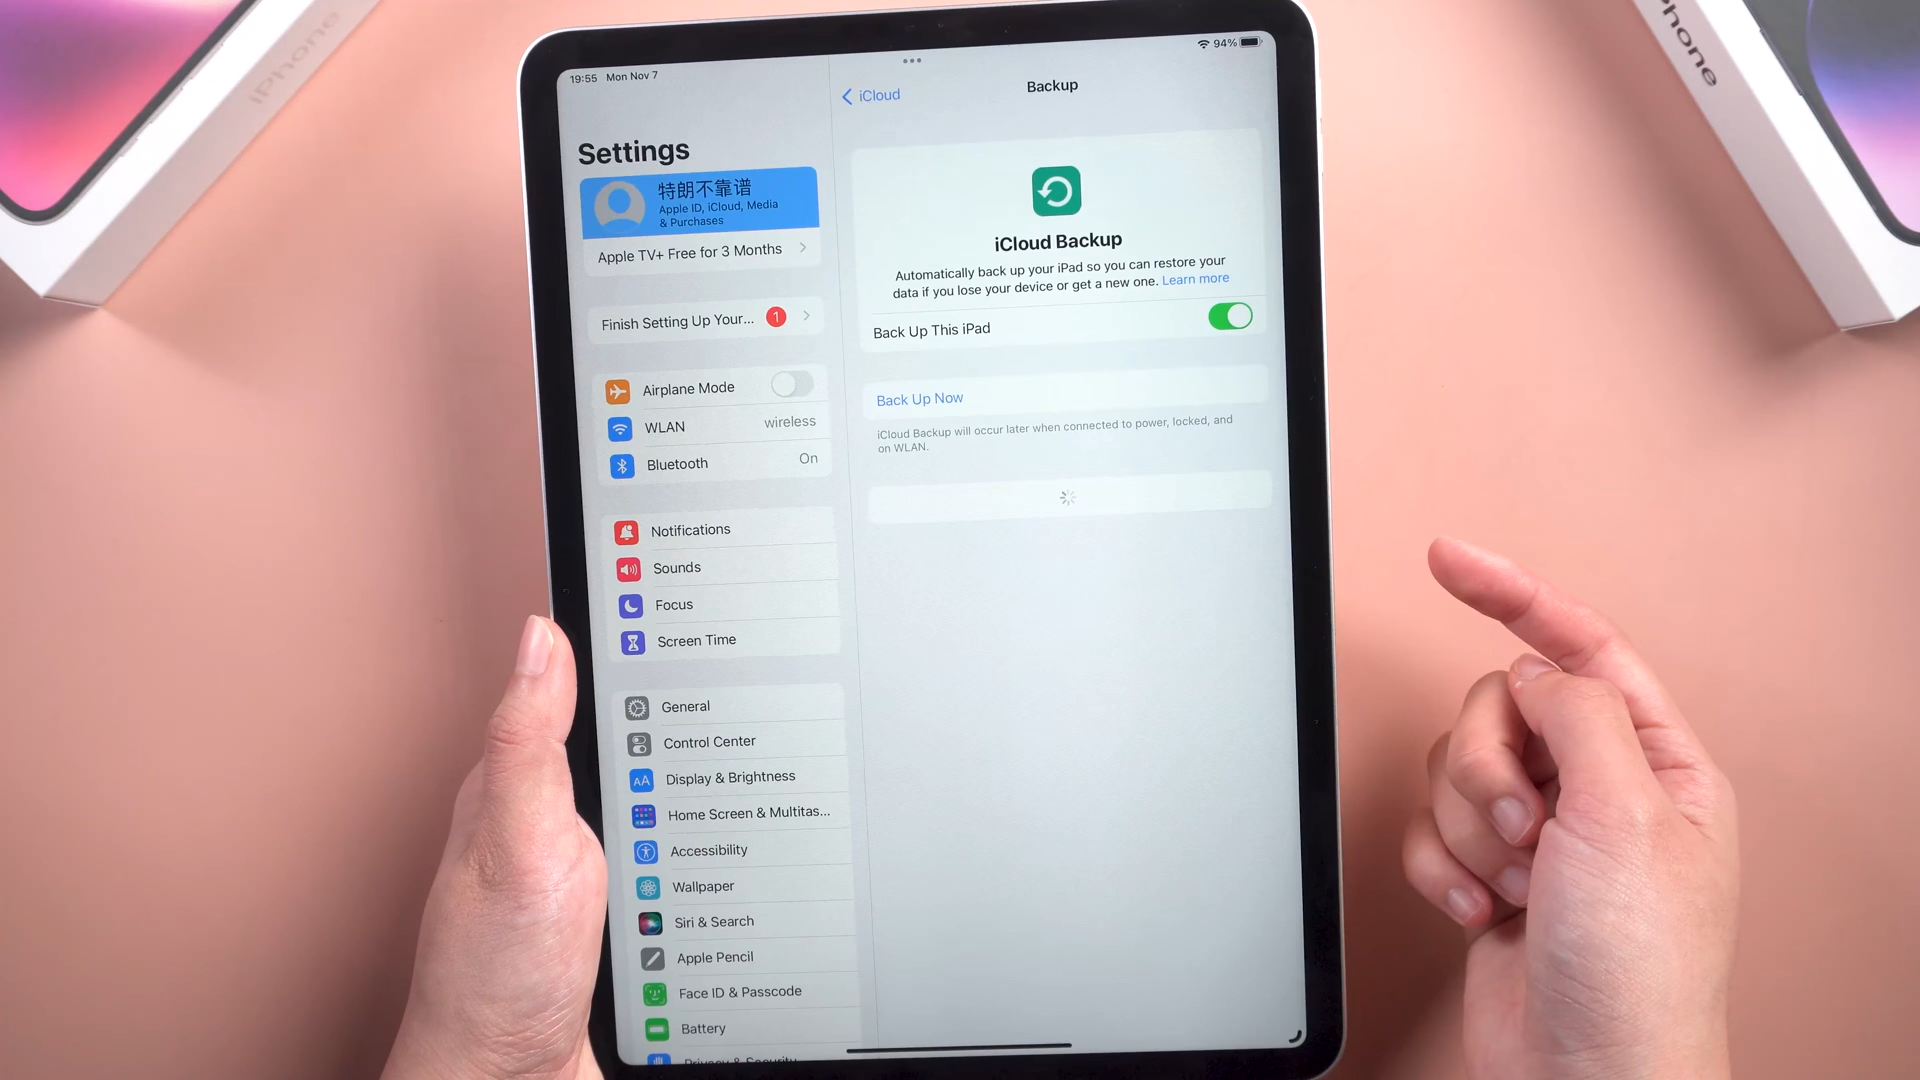 iPhone
iPhone
19:55 Mon Nov 7
94%
Settings
特朗不靠谱
Apple ID, iCloud, Media
& Purchases
Apple TV+ Free for 3 Months
Finish Setting Up Your... 1
Airplane Mode
WLAN wireless
Bluetooth On
Notifications
Sounds
Focus
Screen Time
General
Control Center
AA Display & Brightness
Home Screen & Multitas...
Accessibility
Wallpaper
Siri & Search
Apple Pencil
Face ID & Passcode
Battery
Privacy & Security
iCloud
Backup
iCloud Backup
Automatically back up your iPad so you can restore your
data if you lose your device or get a new one. Learn more
Back Up This iPad
Back Up Now
iCloud Backup will occur later when connected to power, locked, and
on WLAN.